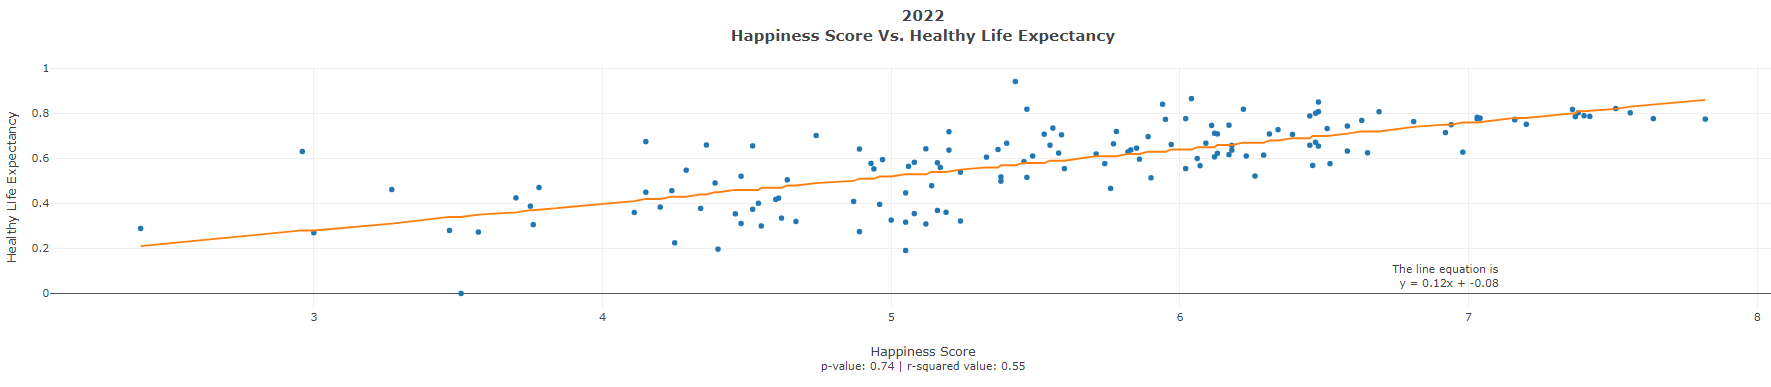 2022
Happiness Score Vs. Healthy Life Expectancy
Healthy Life Expectancy
1
0.8
0.6
0.4
0.2
0
The line equation is
y = 0.12x + -0.08
3
4
5
6
7
8
Happiness Score
p-value: 0.74 | r-squared value: 0.55